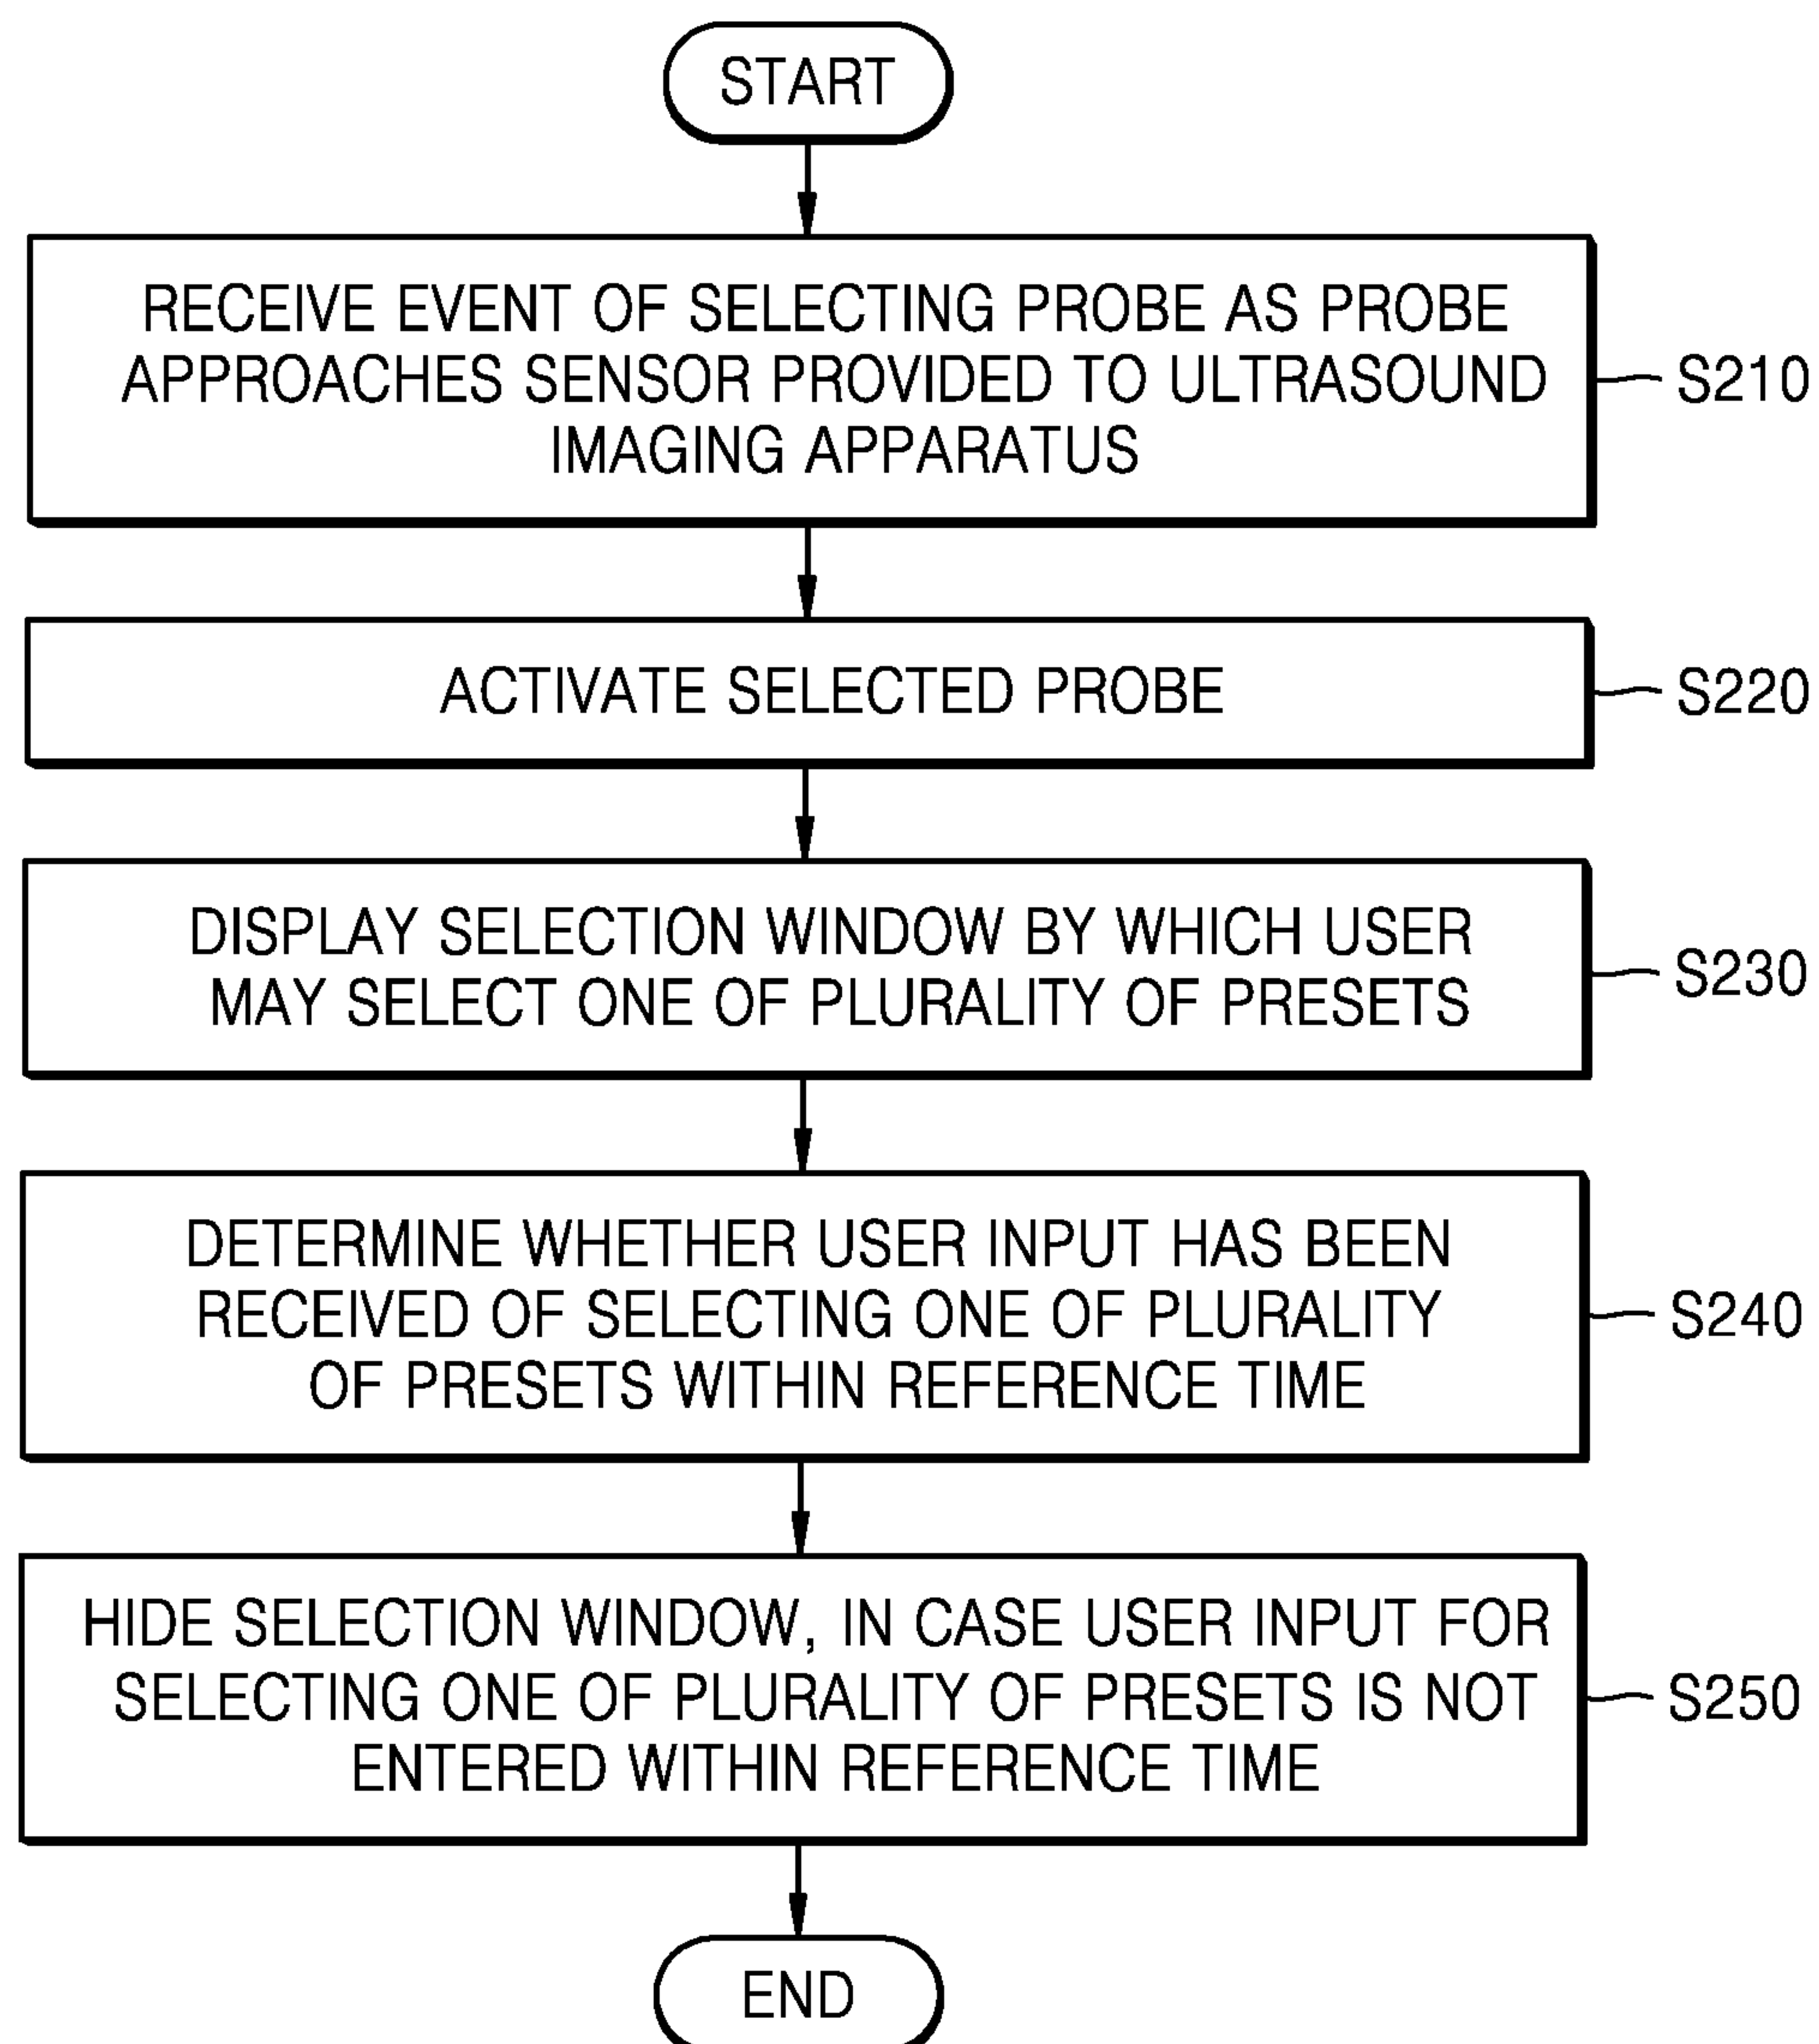 START
RECEIVE EVENT OF SELECTING PROBE AS PROBE
APPROACHES SENSOR PROVIDED TO ULTRASOUND
IMAGING APPARATUS
S210
ACTIVATE SELECTED PROBE
S220
DISPLAY SELECTION WINDOW BY WHICH USER
MAY SELECT ONE OF PLURALITY OF PRESETS
S230
DETERMINE WHETHER USER INPUT HAS BEEN
RECEIVED OF SELECTING ONE OF PLURALITY
OF PRESETS WITHIN REFERENCE TIME
S240
HIDE SELECTION WINDOW, IN CASE USER INPUT FOR
SELECTING ONE OF PLURALITY OF PRESETS IS NOT
ENTERED WITHIN REFERENCE TIME
S250
END